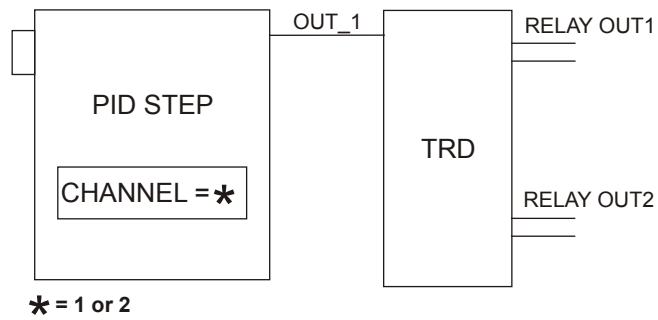 OUT_1
RELAY OUT1
PID STEP
TRD
CHANNEL = *
RELAY OUT2
* = 1 or 2